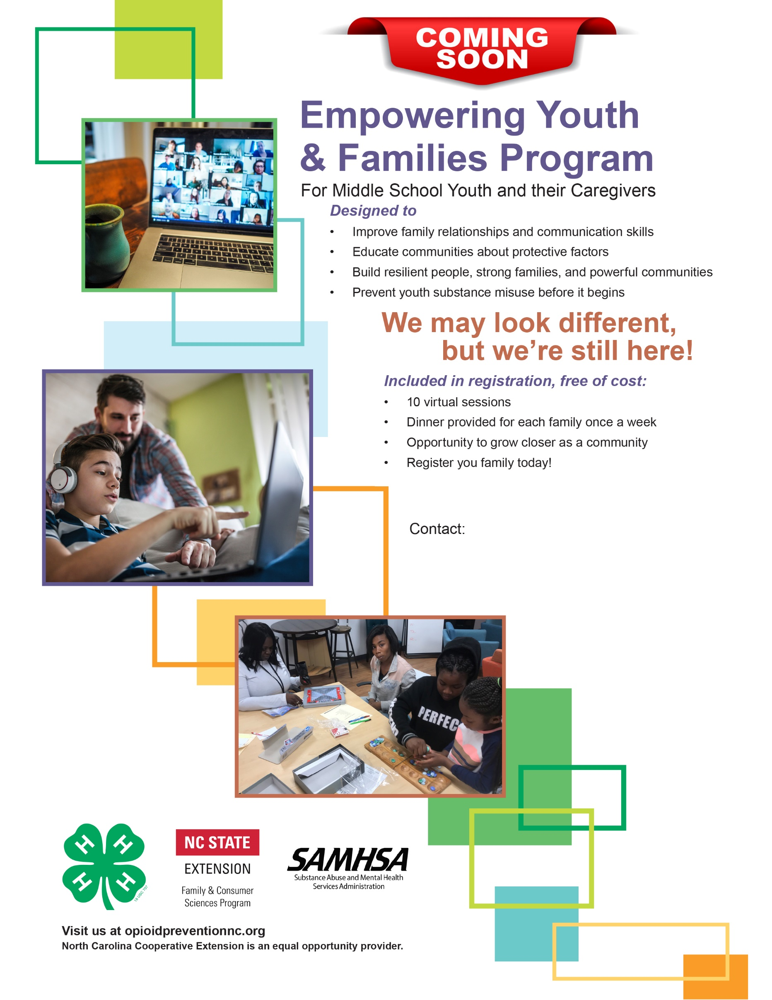 COMING
SOON
Empowering Youth
& Families Program
For Middle School Youth and their Caregivers
Designed to
• Improve family relationships and communication skills
• Educate communities about protective factors
• Build resilient people, strong families, and powerful communities
• Prevent youth substance misuse before it begins
We may look different,
but we’re still here!
Included in registration, free of cost:
• 10 virtual sessions
• Dinner provided for each family once a week
• Opportunity to grow closer as a community
• Register you family today!
Contact:
PERFEC
H H
H H
18 USC 707
NC STATE
EXTENSION
Family & Consumer
Sciences Program
SAMHSA
Substance Abuse and Mental Health
Services Administration
Visit us at opioidpreventionnc.org
North Carolina Cooperative Extension is an equal opportunity provider.